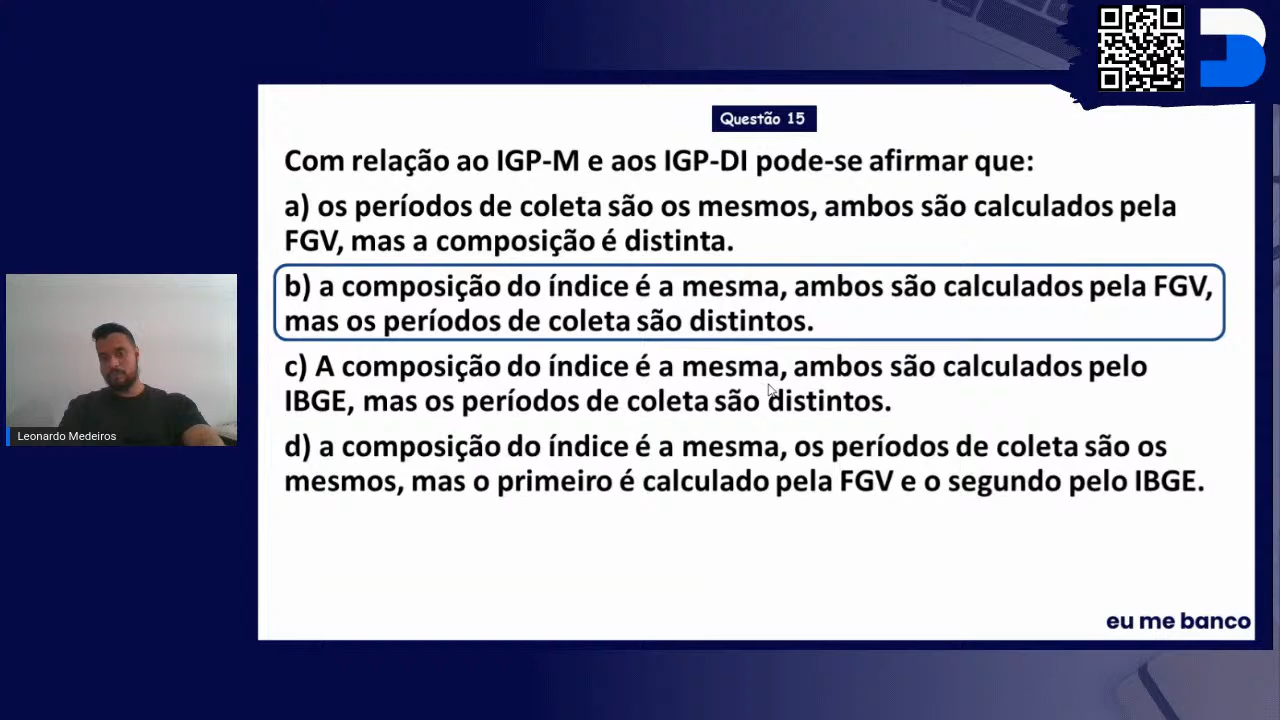 Questão 15
Com relação ao IGP-M e aos IGP-DI pode-se afirmar que:
a) os períodos de coleta são os mesmos, ambos são calculados pela
FGV, mas a composição é distinta.
b) a composição do índice é a mesma, ambos são calculados pela FGV,
mas os períodos de coleta são distintos.
c) A composição do índice é a mesma, ambos são calculados pelo
IBGE, mas os períodos de coleta são distintos.
d) a composição do índice é a mesma, os períodos de coleta são os
mesmos, mas o primeiro é calculado pela FGV e o segundo pelo IBGE.
Leonardo Medeiros
eu me banco